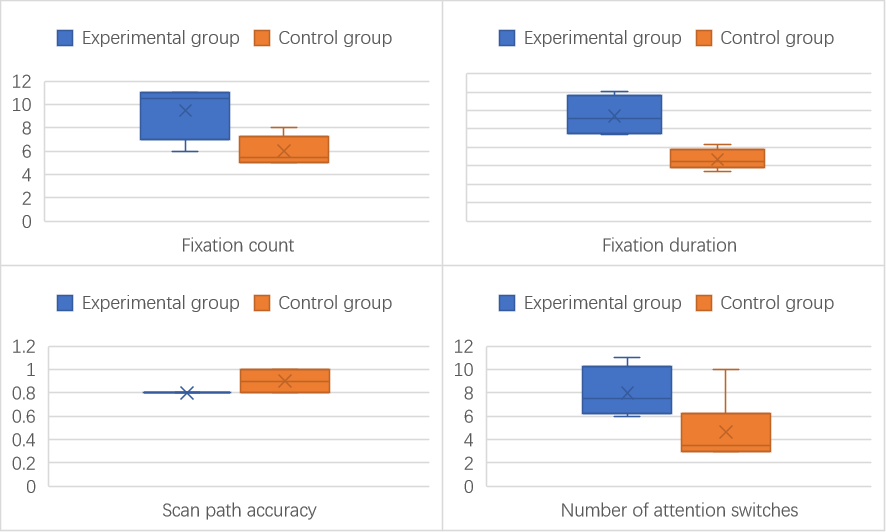 Experimental group Control group
12
10
8
6
4
2
0
Fixation count
Experimental group Control group
Fixation duration
Experimental group Control group
1.2
1
0.8
0.6
0.4
0.2
0
Scan path accuracy
Experimental group Control group
12
10
8
6
4
2
0
Number of attention switches